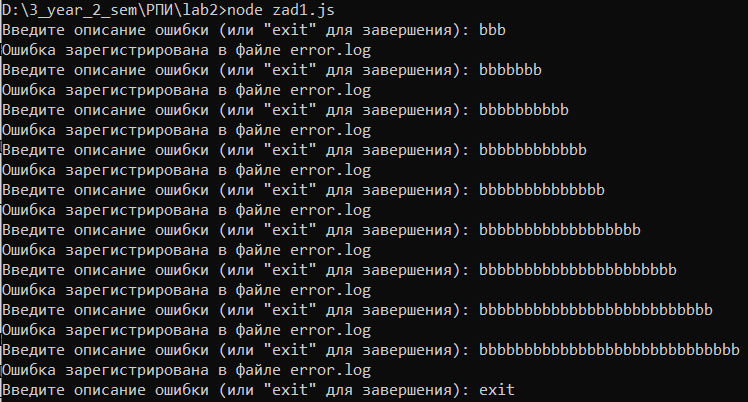 D:\3_year_2_sem\РПИ\lab2>node zad1.js
Введите описание ошибки (или "exit" для завершения): bbb
Ошибка зарегистрирована в файле error.log
Введите описание ошибки (или "exit" для завершения): bbbbbbb
Ошибка зарегистрирована в файле error.log
Введите описание ошибки (или "exit" для завершения): bbbbbbbbbb
Ошибка зарегистрирована в файле error.log
Введите описание ошибки (или "exit" для завершения): bbbbbbbbbbbb
Ошибка зарегистрирована в файле error.log
Введите описание ошибки (или "exit" для завершения): bbbbbbbbbbbbbb
Ошибка зарегистрирована в файле error.log
Введите описание ошибки (или "exit" для завершения): bbbbbbbbbbbbbbbbbb
Ошибка зарегистрирована в файле error.log
Введите описание ошибки (или "exit" для завершения): bbbbbbbbbbbbbbbbbbbbbb
Ошибка зарегистрирована в файле error.log
Введите описание ошибки (или "exit" для завершения): bbbbbbbbbbbbbbbbbbbbbbbbbb
Ошибка зарегистрирована в файле error.log
Введите описание ошибки (или "exit" для завершения): bbbbbbbbbbbbbbbbbbbbbbbbbbbbb
Ошибка зарегистрирована в файле error.log
Введите описание ошибки (или "exit" для завершения): exit